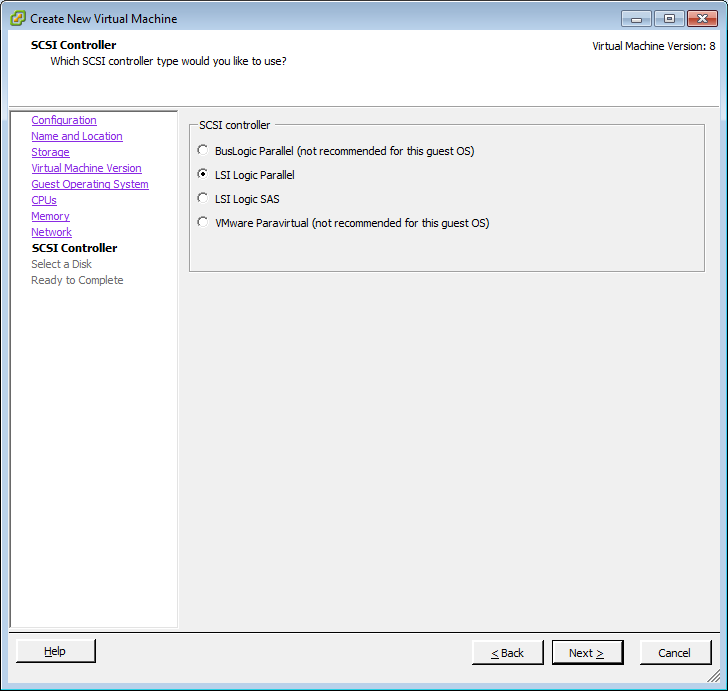 Create New Virtual Machine
SCSI Controller
Which SCSI controller type would you like to use?
Virtual Machine Version: 8
Configuration
Name and Location
Storage
Virtual Machine Version
Guest Operating System
CPUs
Memory
Network
SCSI Controller
Select a Disk
Ready to Complete
SCSI controller
BusLogic Parallel (not recommended for this guest OS)
LSI Logic Parallel
LSI Logic SAS
VMware Paravirtual (not recommended for this guest OS)
Help
< Back
Next >
Cancel